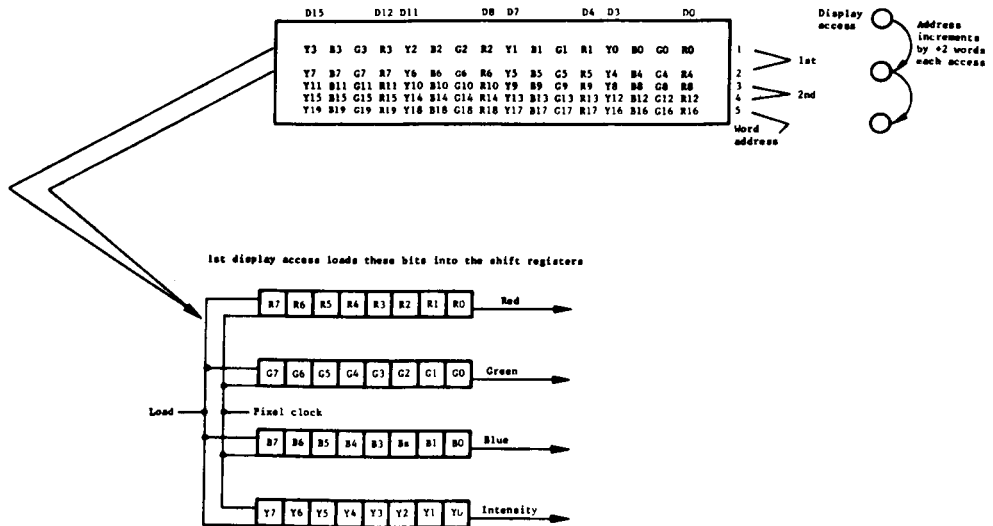 D15 D12 D11 D8 D7 D4 D3 D0
Y3 B3 G3 R3 Y2 B2 G2 R2 Y1 B1 G1 R1 Y0 B0 G0 R0 1
Y7 B7 G7 R7 Y6 B6 G6 R6 Y5 B5 G5 R5 Y4 B4 G4 R4 2
Y11 B11 G11 R11 Y10 B10 G10 R10 Y9 B9 G9 R9 Y8 B8 G8 R8 3
Y15 B15 G15 R15 Y14 B14 G14 R14 Y13 B13 G13 R13 Y12 B12 G12 R12 4
Y19 B19 G19 R19 Y18 B18 G18 R18 Y17 B17 G17 R17 Y16 B16 G16 R16 5
1st
2nd
Word
address
Display
access
Address
increments
by +2 words
each access
1st display access loads these bits into the shift registers
R7 R6 R5 R4 R3 R2 R1 R0 Red
G7 G6 G5 G4 G3 G2 G1 G0 Green
Load Pixel clock
B7 B6 B5 B4 B3 Bs B1 B0 Blue
Y7 Y6 Y5 Y4 Y3 Y2 Y1 Y0 Intensity